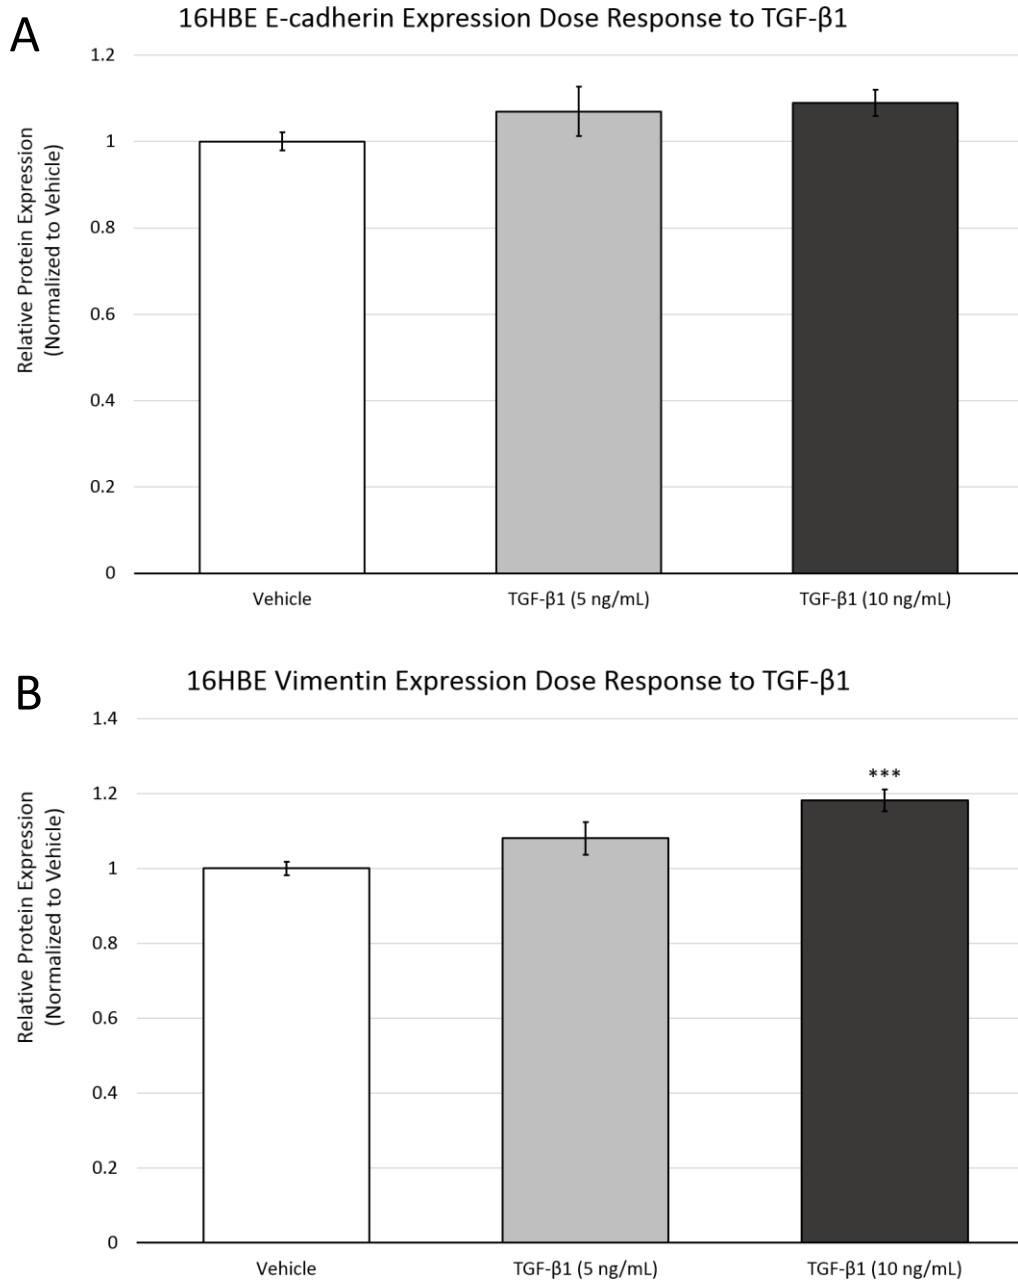 A
16HBE E-cadherin Expression Dose Response to TGF-β1
Relative Protein Expression
(Normalized to Vehicle)
1.2
1
0.8
0.6
0.4
0.2
0
Vehicle
TGF-β1 (5 ng/mL)
TGF-β1 (10 ng/mL)
B
16HBE Vimentin Expression Dose Response to TGF-β1
Relative Protein Expression
(Normalized to Vehicle)
1.4
1.2
1
0.8
0.6
0.4
0.2
0
***
Vehicle
TGF-β1 (5 ng/mL)
TGF-β1 (10 ng/mL)